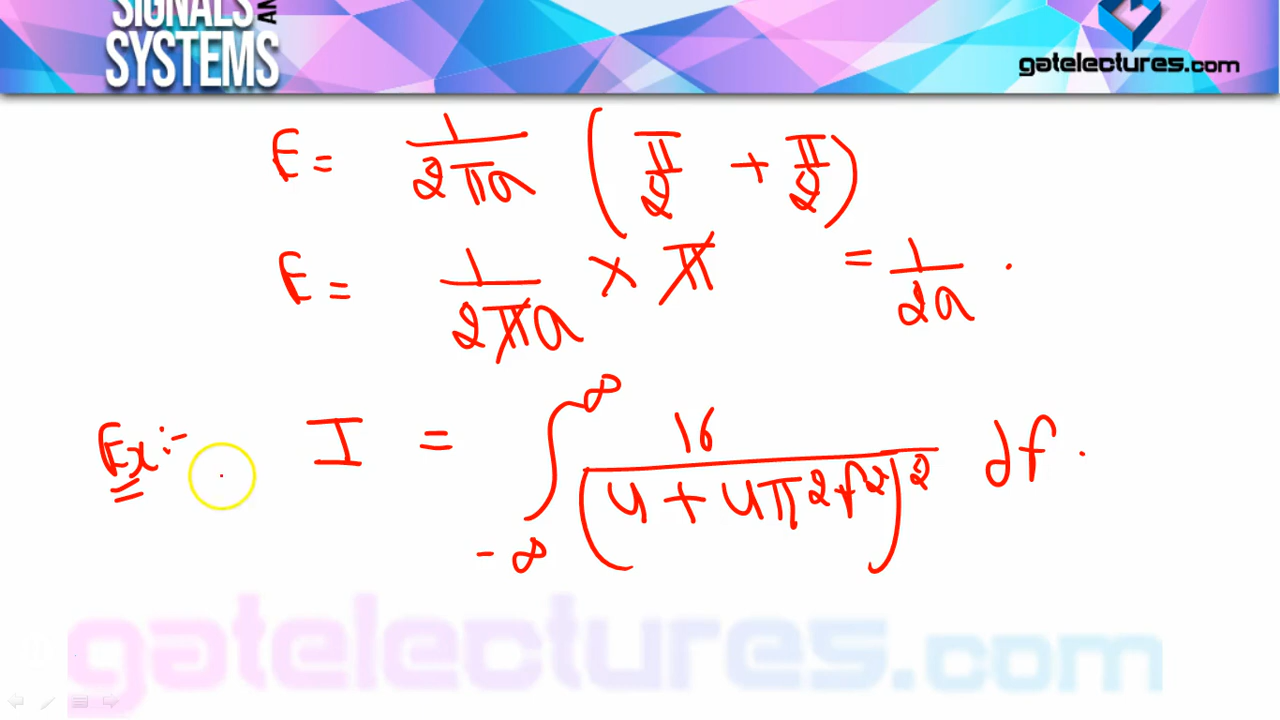 SIGNALS AN
SYSTEMS
gatelectures.com
E = 1/(2πa) (π/2 + π/2)
E = 1/(2πa) × π = 1/(2a) .
Ex :- I = ∫_{-∞}^{∞} 16/(4 + 4π²f²)² df .
gatelectures.com